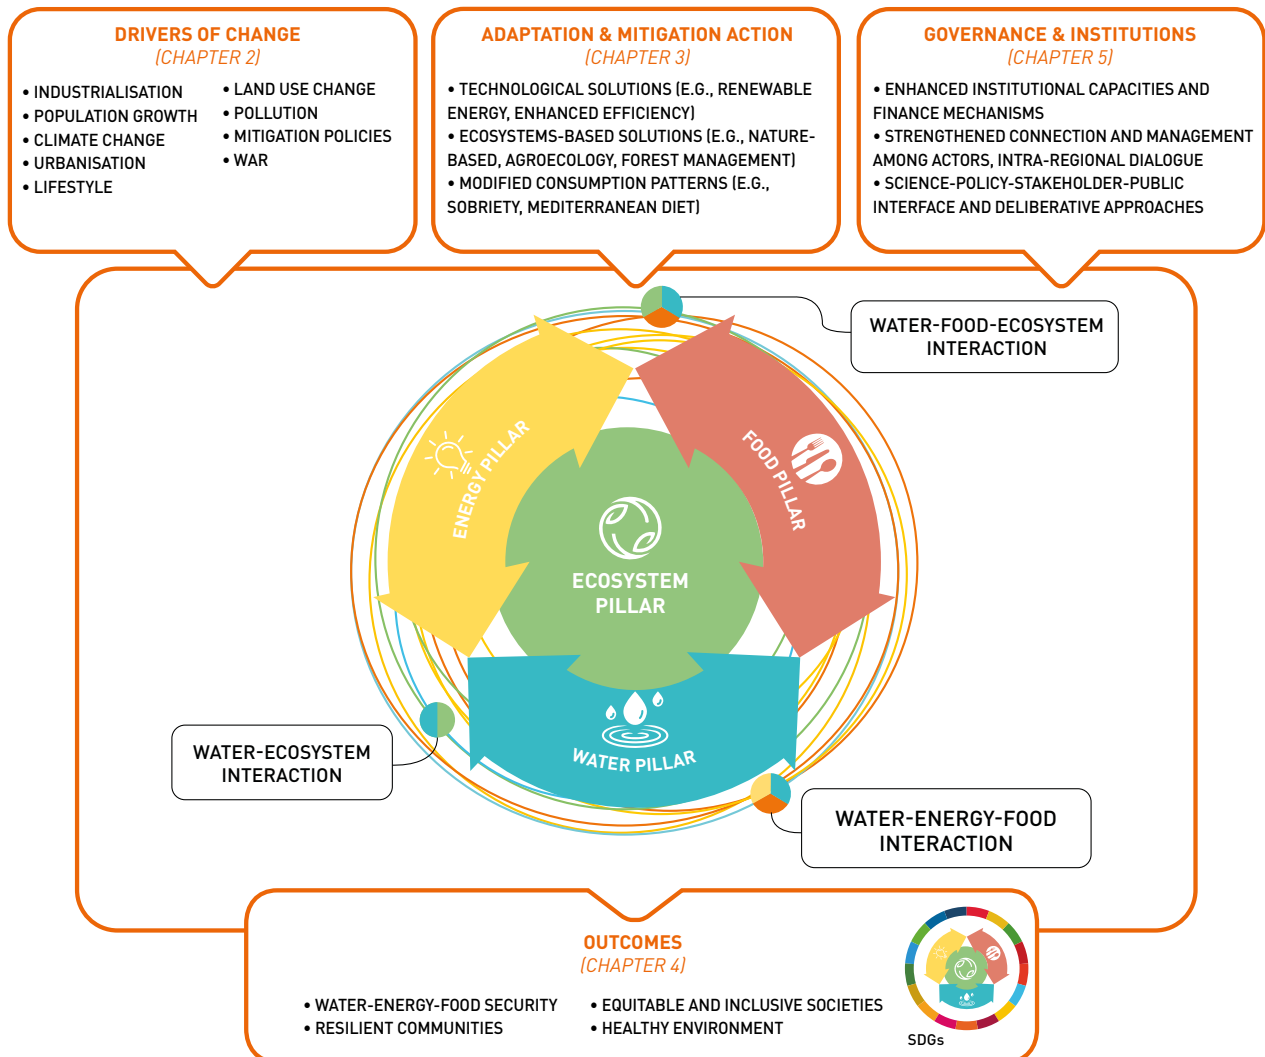 DRIVERS OF CHANGE
(CHAPTER 2)
• INDUSTRIALISATION
• POPULATION GROWTH
• CLIMATE CHANGE
• URBANISATION
• LIFESTYLE
• LAND USE CHANGE
• POLLUTION
• MITIGATION POLICIES
• WAR
ADAPTATION & MITIGATION ACTION
(CHAPTER 3)
• TECHNOLOGICAL SOLUTIONS (E.G., RENEWABLE
ENERGY, ENHANCED EFFICIENCY)
• ECOSYSTEMS-BASED SOLUTIONS (E.G., NATURE-
BASED, AGROECOLOGY, FOREST MANAGEMENT)
• MODIFIED CONSUMPTION PATTERNS (E.G.,
SOBRIETY, MEDITERRANEAN DIET)
GOVERNANCE & INSTITUTIONS
(CHAPTER 5)
• ENHANCED INSTITUTIONAL CAPACITIES AND
FINANCE MECHANISMS
• STRENGTHENED CONNECTION AND MANAGEMENT
AMONG ACTORS, INTRA-REGIONAL DIALOGUE
• SCIENCE-POLICY-STAKEHOLDER-PUBLIC
INTERFACE AND DELIBERATIVE APPROACHES
WATER-FOOD-ECOSYSTEM
INTERACTION
ENERGY PILLAR
FOOD PILLAR
ECOSYSTEM
PILLAR
WATER PILLAR
WATER-ECOSYSTEM
INTERACTION
WATER-ENERGY-FOOD
INTERACTION
OUTCOMES
(CHAPTER 4)
• WATER-ENERGY-FOOD SECURITY
• RESILIENT COMMUNITIES
• EQUITABLE AND INCLUSIVE SOCIETIES
• HEALTHY ENVIRONMENT
SDGs